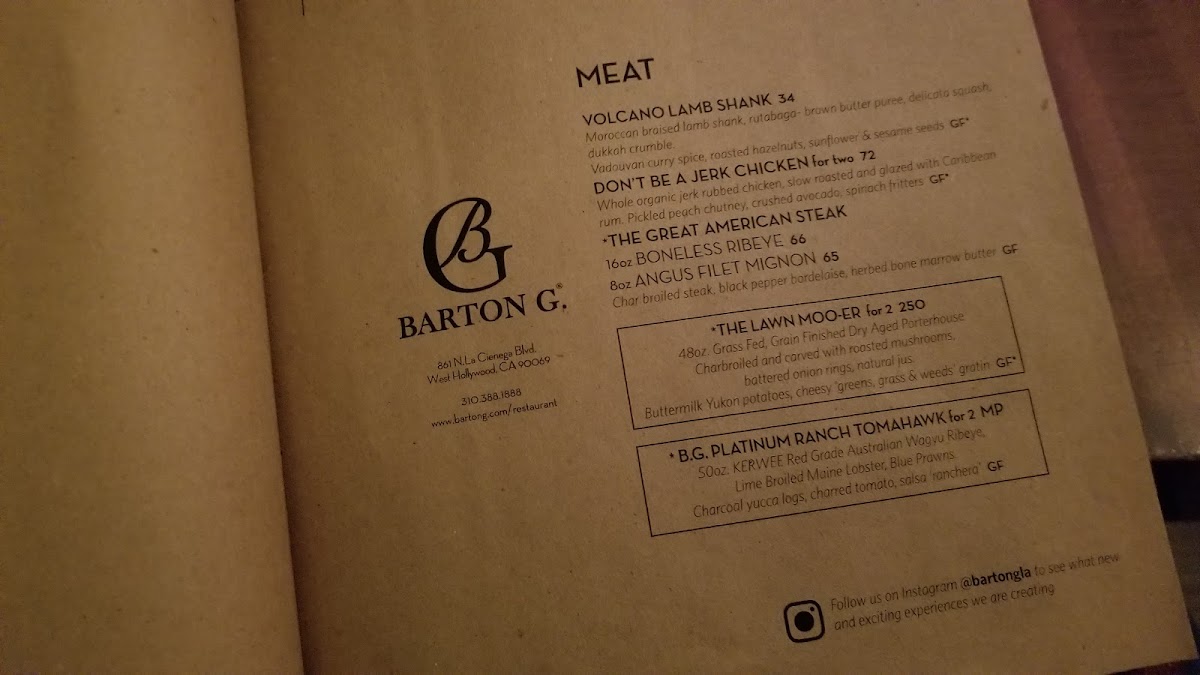 BG
BARTON G.®
861 N.La Cienega Blvd.
West Hollywood, CA 90069
310.388.1888
www.bartong.com/restaurant
MEAT
VOLCANO LAMB SHANK 34
Moroccan braised lamb shank, rutabaga- brown butter puree, delicata squash,
dukkah crumble.
Vadouvan curry spice, roasted hazelnuts, sunflower & sesame seeds GF*
DON'T BE A JERK CHICKEN for two 72
Whole organic jerk rubbed chicken, slow roasted and glazed with Caribbean
rum. Pickled peach chutney, crushed avocado, spinach fritters GF*
*THE GREAT AMERICAN STEAK
16oz BONELESS RIBEYE 66
8oz ANGUS FILET MIGNON 65
Char broiled steak, black pepper bordelaise, herbed bone marrow butter GF
*THE LAWN MOO-ER for 2 250
48oz. Grass Fed, Grain Finished Dry Aged Porterhouse
Charbroiled and carved with roasted mushrooms,
battered onion rings, natural jus.
Buttermilk Yukon potatoes, cheesy 'greens, grass & weeds' gratin GF*
* B.G. PLATINUM RANCH TOMAHAWK for 2 MP
50oz. KERWEE Red Grade Australian Wagyu Ribeye,
Lime Broiled Maine Lobster, Blue Prawns
Charcoal yucca logs, charred tomato, salsa 'ranchera' GF
Follow us on Instagram @bartongla to see what new
and exciting experiences we are creating